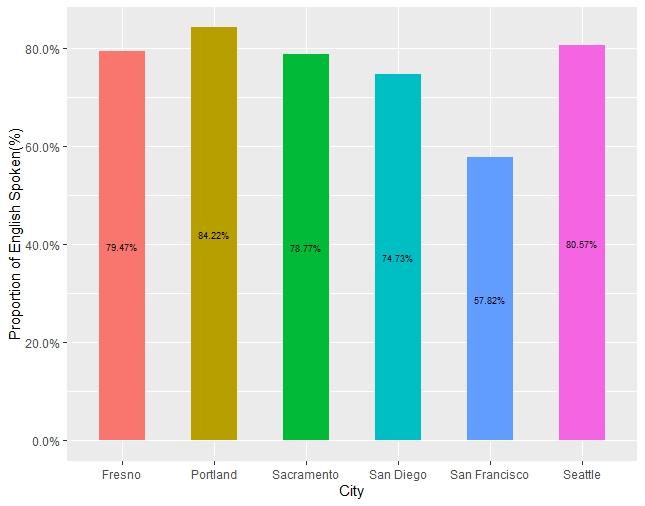 Proportion of English Spoken(%)
80.0%
60.0%
40.0%
20.0%
0.0%
79.47%
84.22%
78.77%
74.73%
57.82%
80.57%
Fresno
Portland
Sacramento
San Diego
San Francisco
Seattle
City